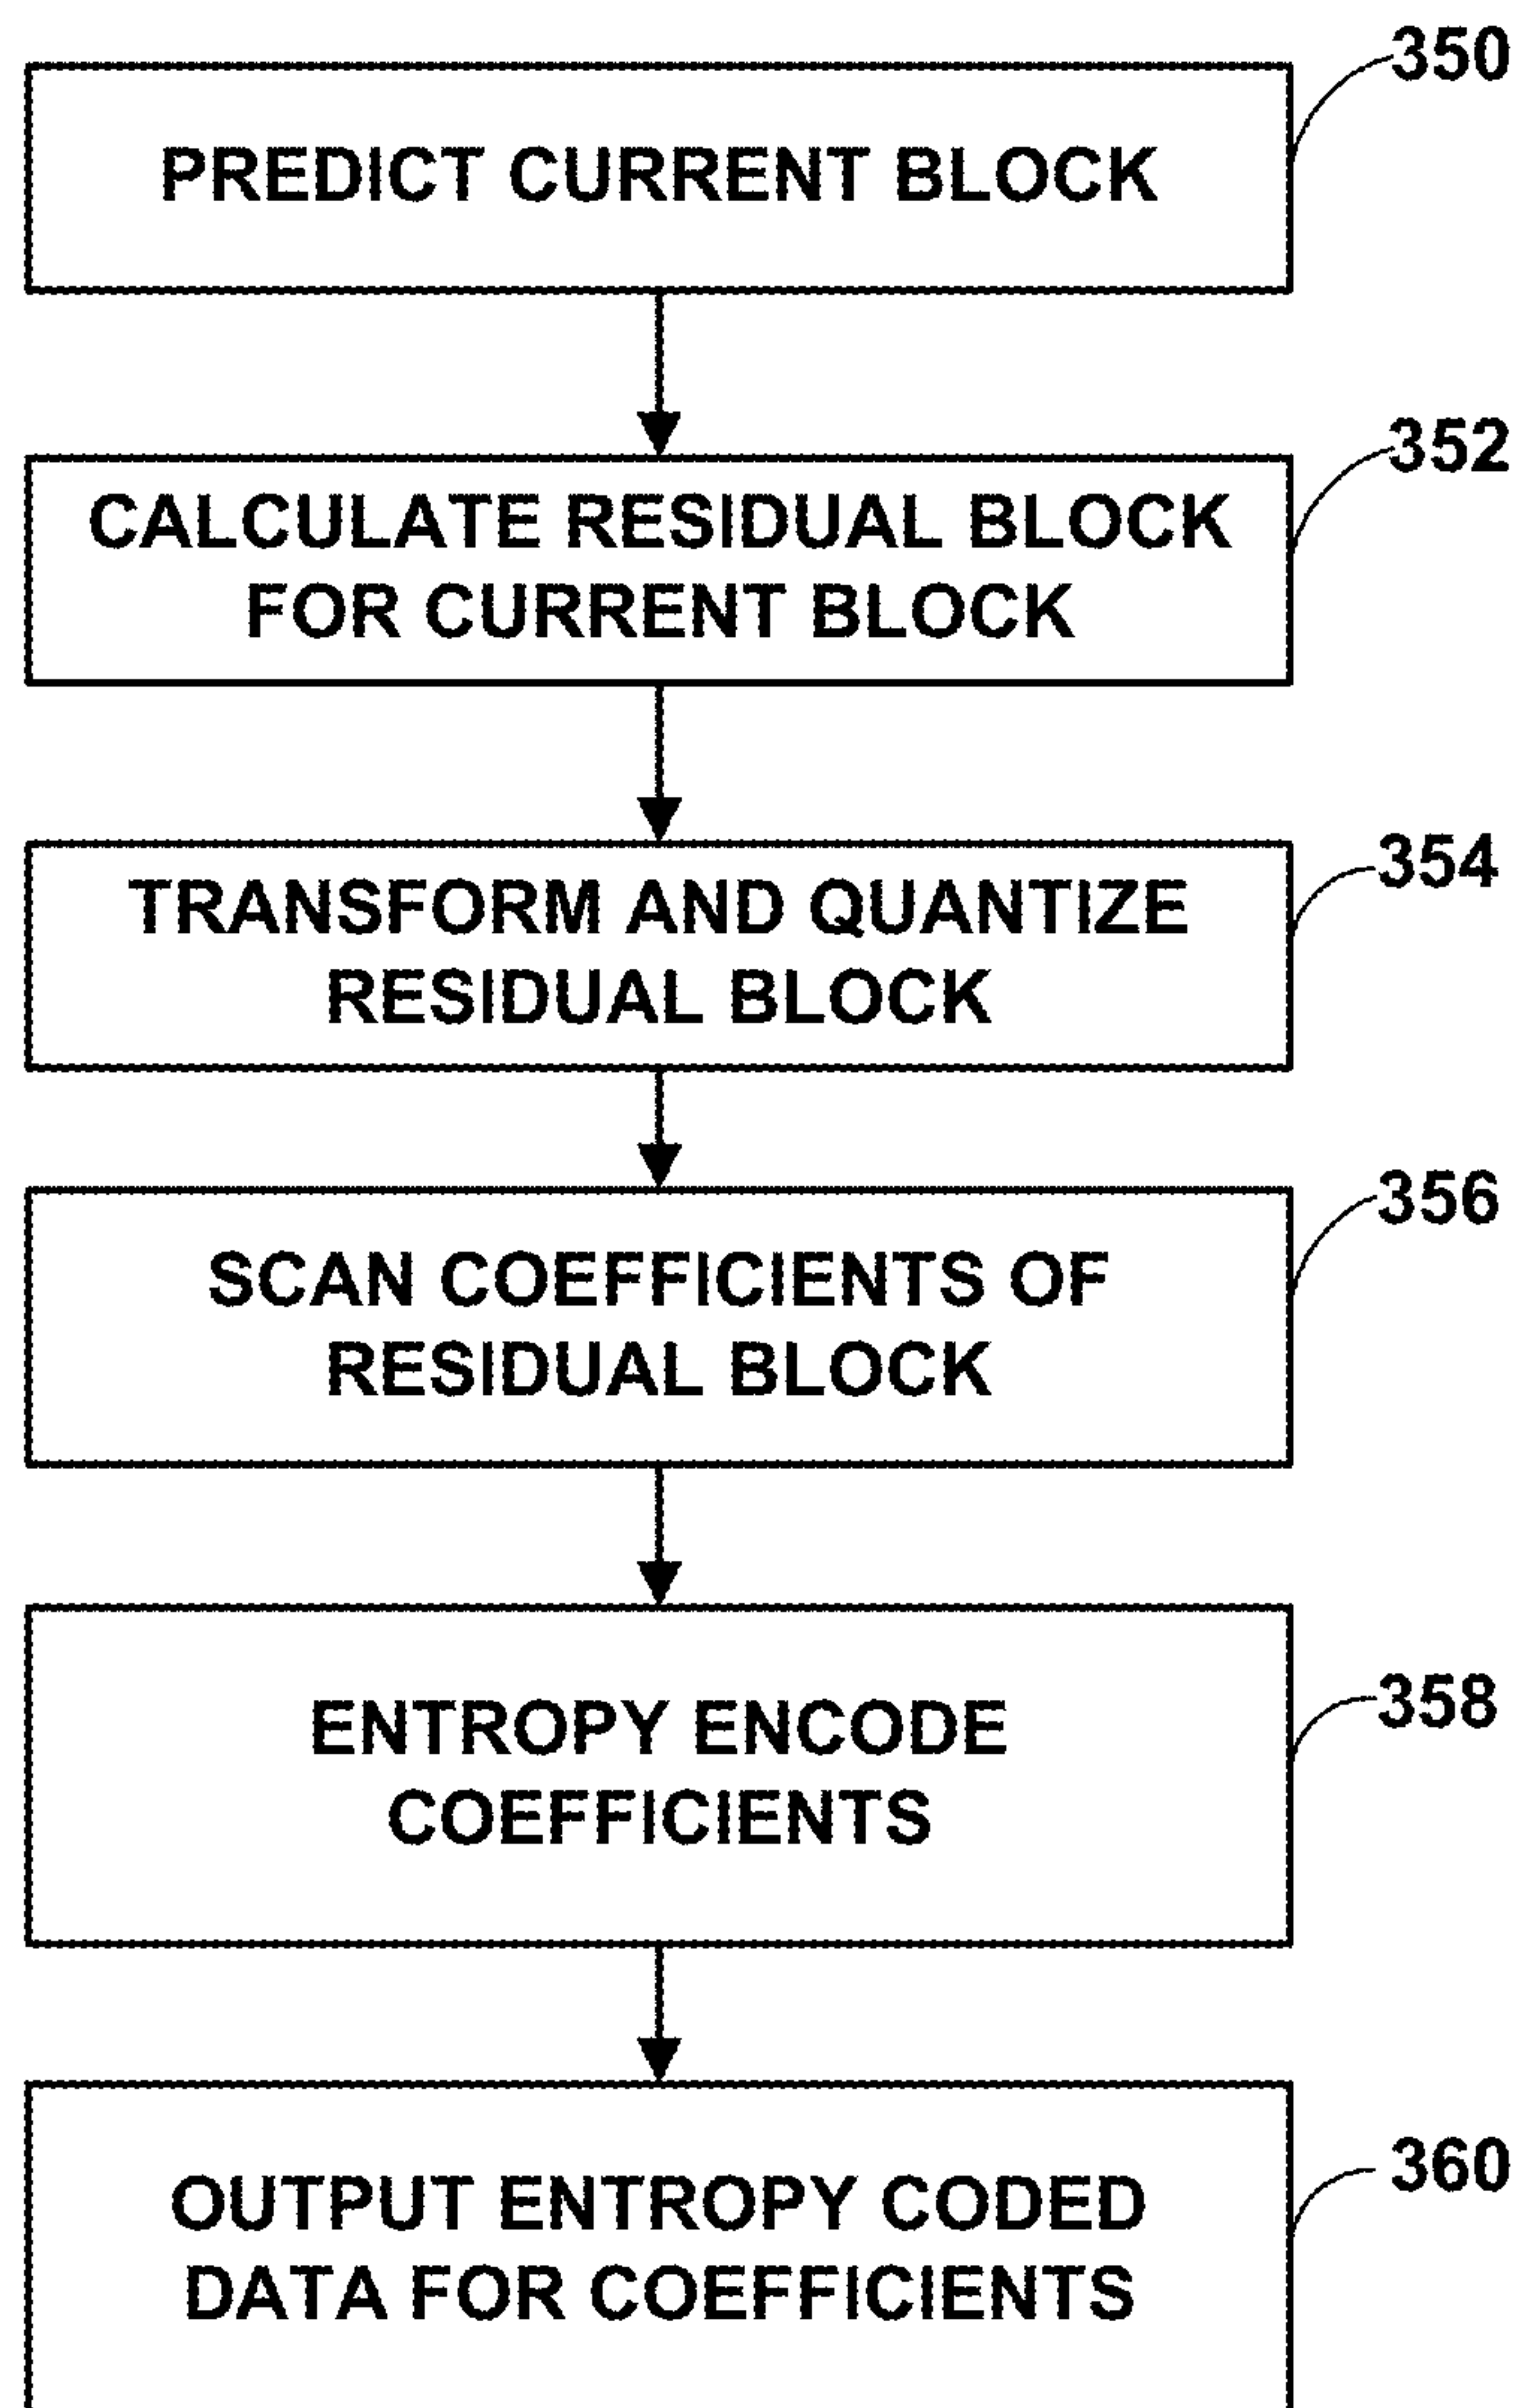 350
PREDICT CURRENT BLOCK
352
CALCULATE RESIDUAL BLOCK
FOR CURRENT BLOCK
354
TRANSFORM AND QUANTIZE
RESIDUAL BLOCK
356
SCAN COEFFICIENTS OF
RESIDUAL BLOCK
358
ENTROPY ENCODE
COEFFICIENTS
360
OUTPUT ENTROPY CODED
DATA FOR COEFFICIENTS